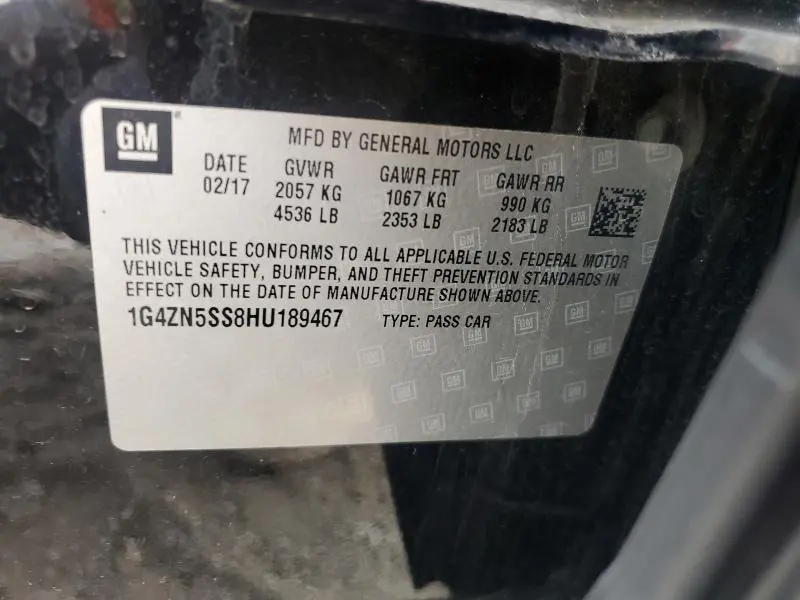 GM
MFD BY GENERAL MOTORS LLC
DATE GVWR GAWR FRT GAWR RR
02/17 2057 KG 1067 KG 990 KG
4536 LB 2353 LB 2183 LB
THIS VEHICLE CONFORMS TO ALL APPLICABLE U.S. FEDERAL MOTOR
VEHICLE SAFETY, BUMPER, AND THEFT PREVENTION STANDARDS IN
EFFECT ON THE DATE OF MANUFACTURE SHOWN ABOVE.
1G4ZN5SS8HU189467 TYPE: PASS CAR